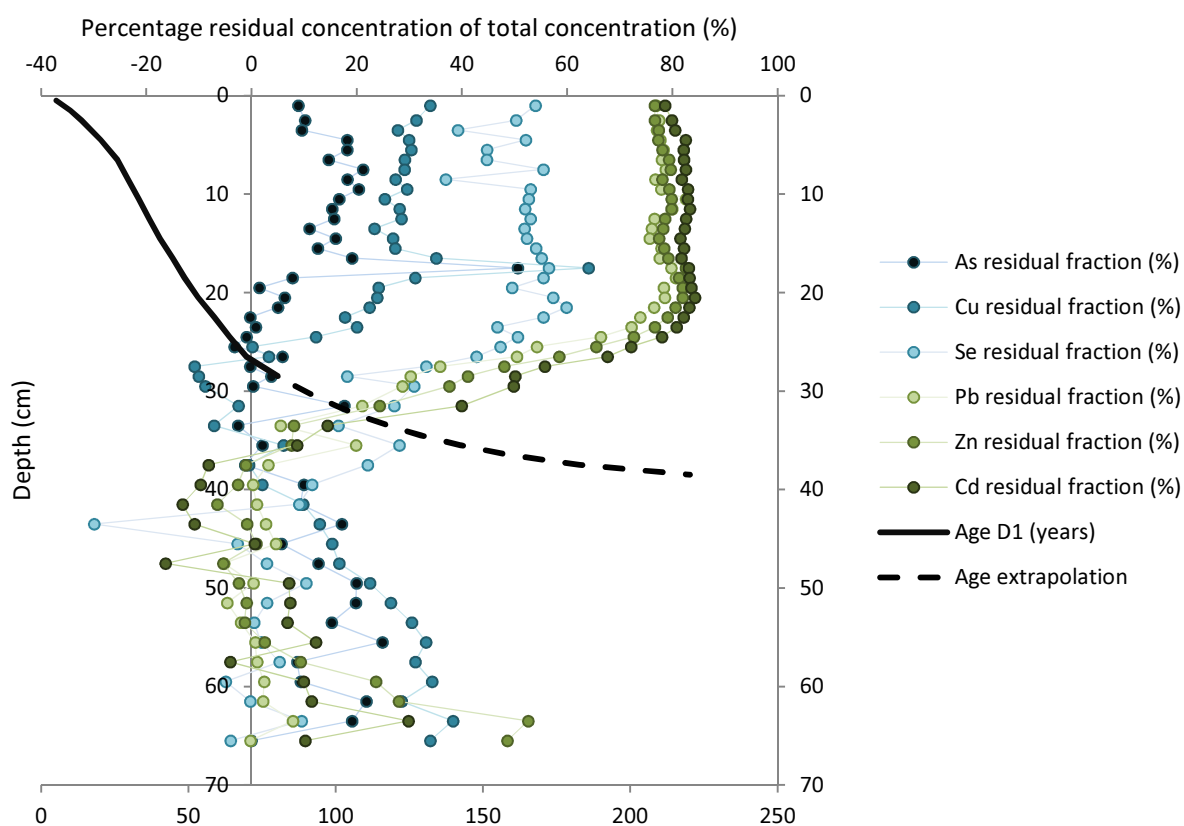 Percentage residual concentration of total concentration (%)
-40 -20 0 20 40 60 80 100
0 0
10 10
20 20
30 30
40 40
50 50
60 60
70 70
Depth (cm)
0 50 100 150 200 250
As residual fraction (%)
Cu residual fraction (%)
Se residual fraction (%)
Pb residual fraction (%)
Zn residual fraction (%)
Cd residual fraction (%)
Age D1 (years)
Age extrapolation